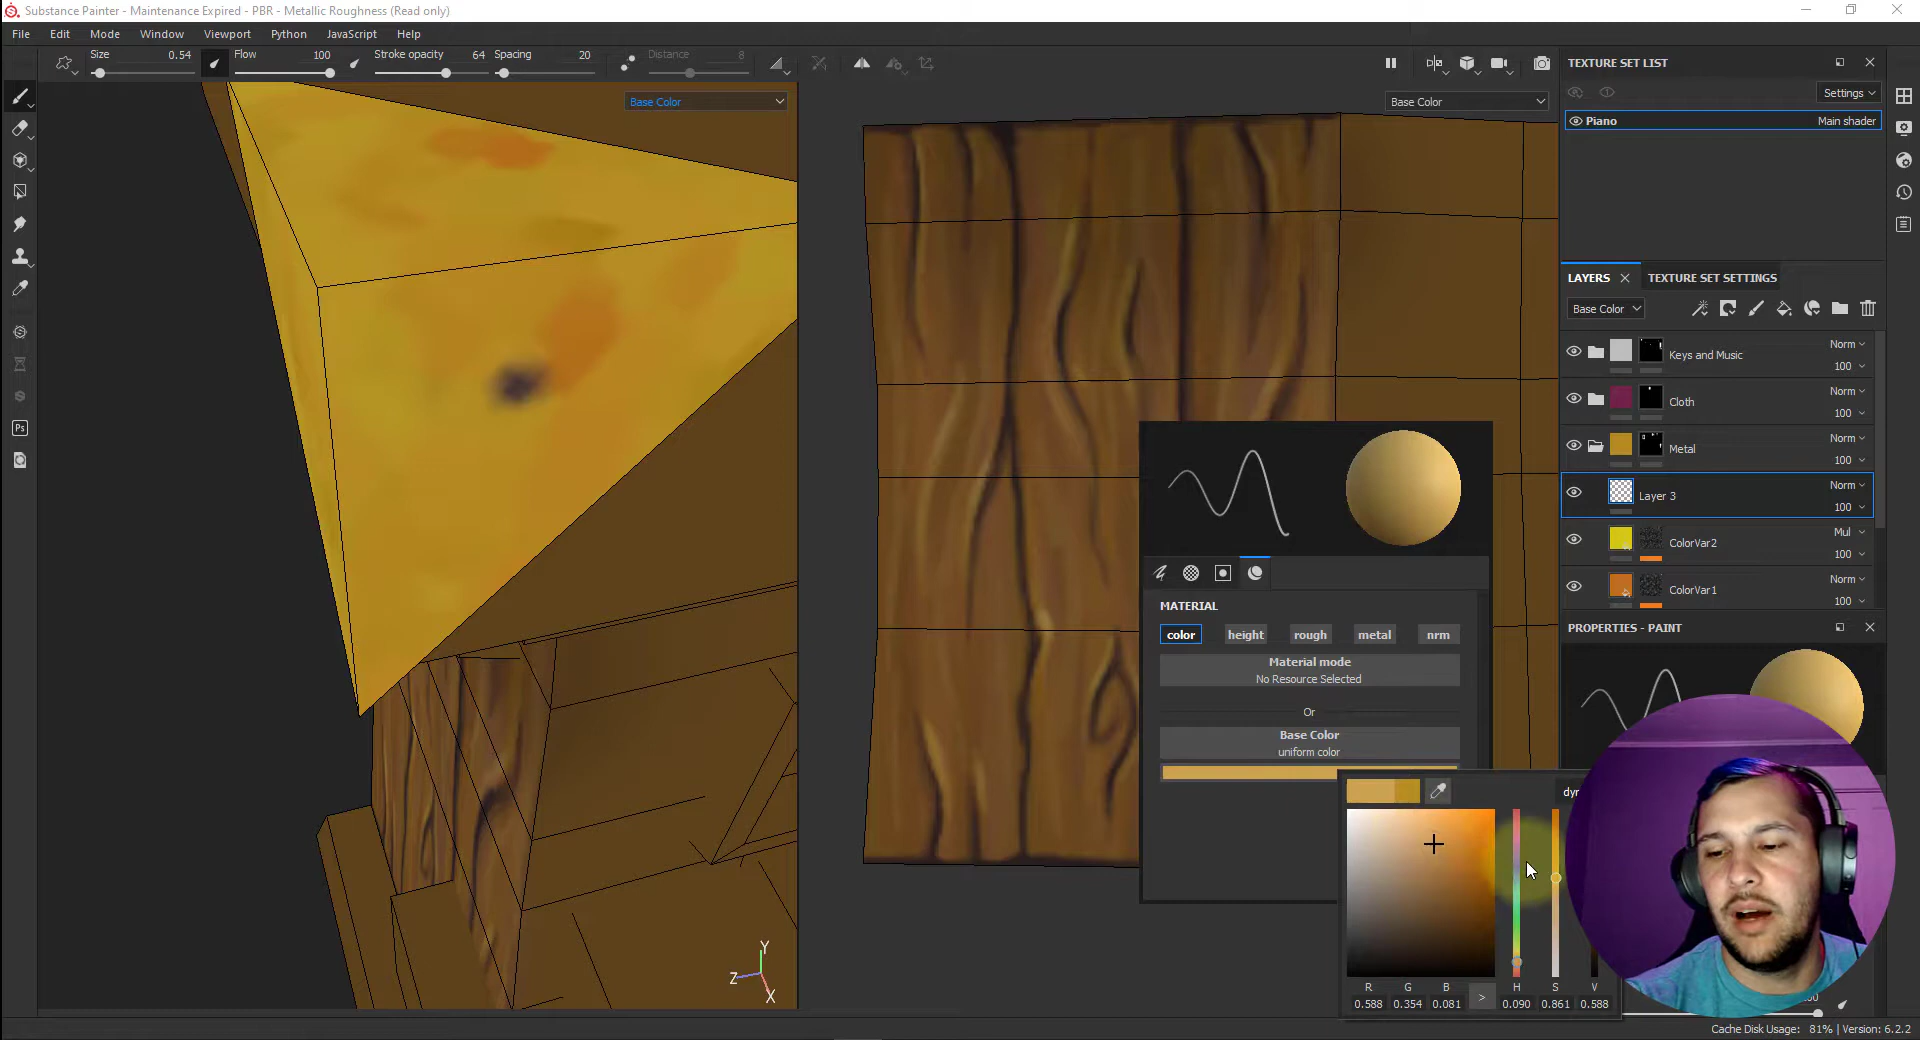 Substance Painter - Maintenance Expired - PBR - Metallic Roughness (Read only)
File Edit Mode Window Viewport Python JavaScript Help
Size 0.54 Flow 100 Stroke opacity 64 Spacing 20 Distance 8
Base Color
Base Color
TEXTURE SET LIST
Settings
Piano Main shader
LAYERS TEXTURE SET SETTINGS
Base Color
Keys and Music Norm 100
Cloth Norm 100
Metal Norm 100
Layer 3 Norm 100
ColorVar2 Mul 100
ColorVar1 Norm 100
PROPERTIES - PAINT
MATERIAL
color height rough metal nrm
Material mode
No Resource Selected
Or
Base Color
uniform color
R G B H S V
0.588 0.354 0.081 > 0.090 0.861 0.588
Ps
Y
Z
X
Cache Disk Usage: 81% | Version: 6.2.2